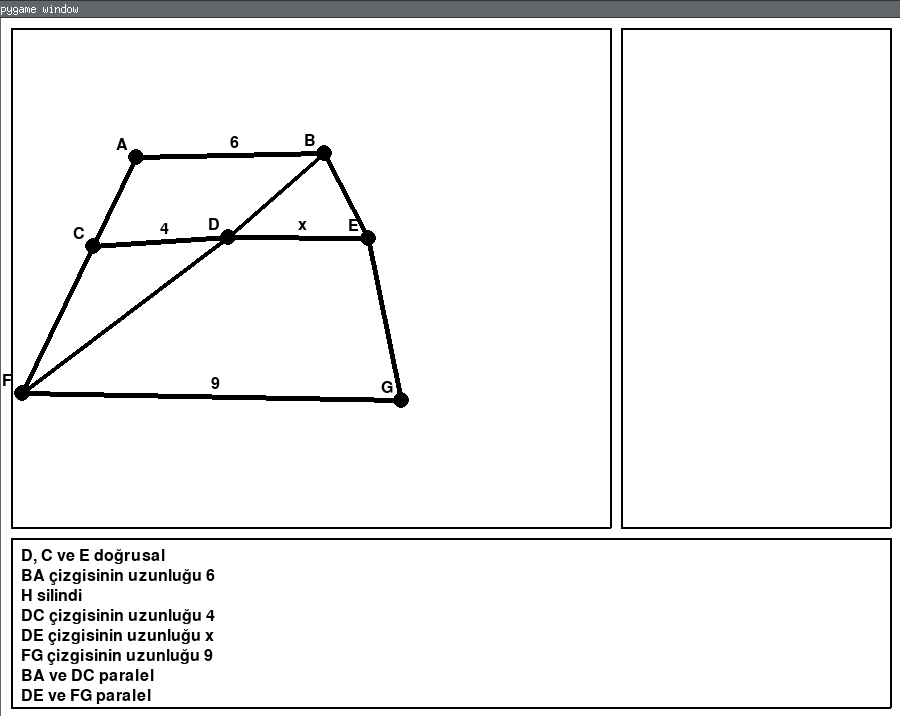 pygame window
A
6
B
C
4
D
x
E
F
9
G
D, C ve E doğrusal
BA çizgisinin uzunluğu 6
H silindi
DC çizgisinin uzunluğu 4
DE çizgisinin uzunluğu x
FG çizgisinin uzunluğu 9
BA ve DC paralel
DE ve FG paralel